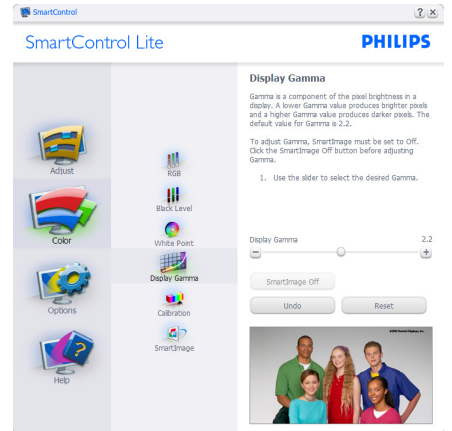 SmartControl
SmartControl Lite
PHILIPS
Adjust
Color
Options
Help
RGB
Black Level
White Point
Display Gamma
Calibration
SmartImage
Display Gamma
Gamma is a component of the pixel brightness in a
display. A lower Gamma value produces brighter pixels
and a higher Gamma value produces darker pixels. The
default value for Gamma is 2.2.
To adjust Gamma, SmartImage must be set to Off.
Click the SmartImage Off button before adjusting
Gamma.
1. Use the slider to select the desired Gamma.
Display Gamma 2.2
SmartImage Off
Undo Reset